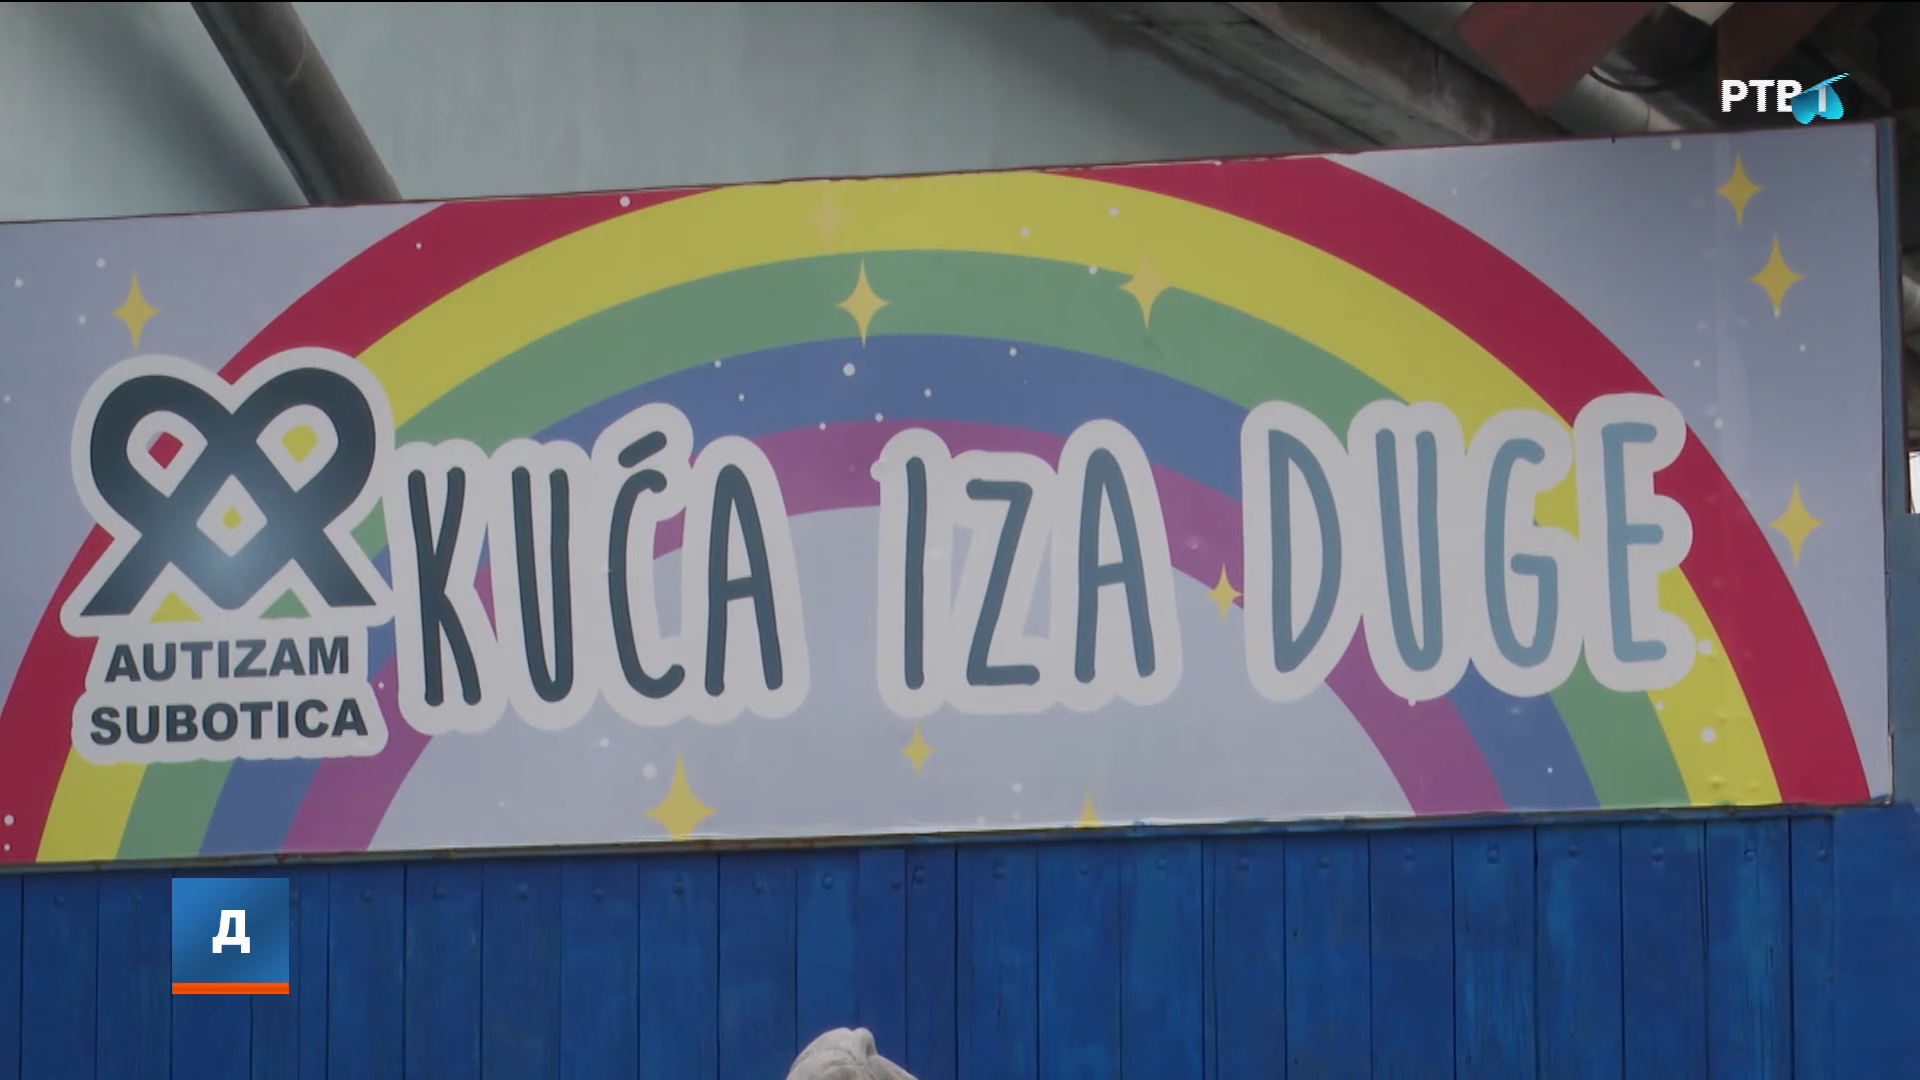 РТВ 1
KUĆA IZA DUGE
AUTIZAM
SUBOTICA
Д